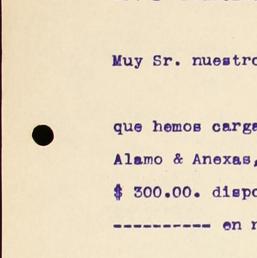 Muy Sr. nuestro
que hemos carga
Alamo & Anexas,
$ 300.00. dispo
---------- en